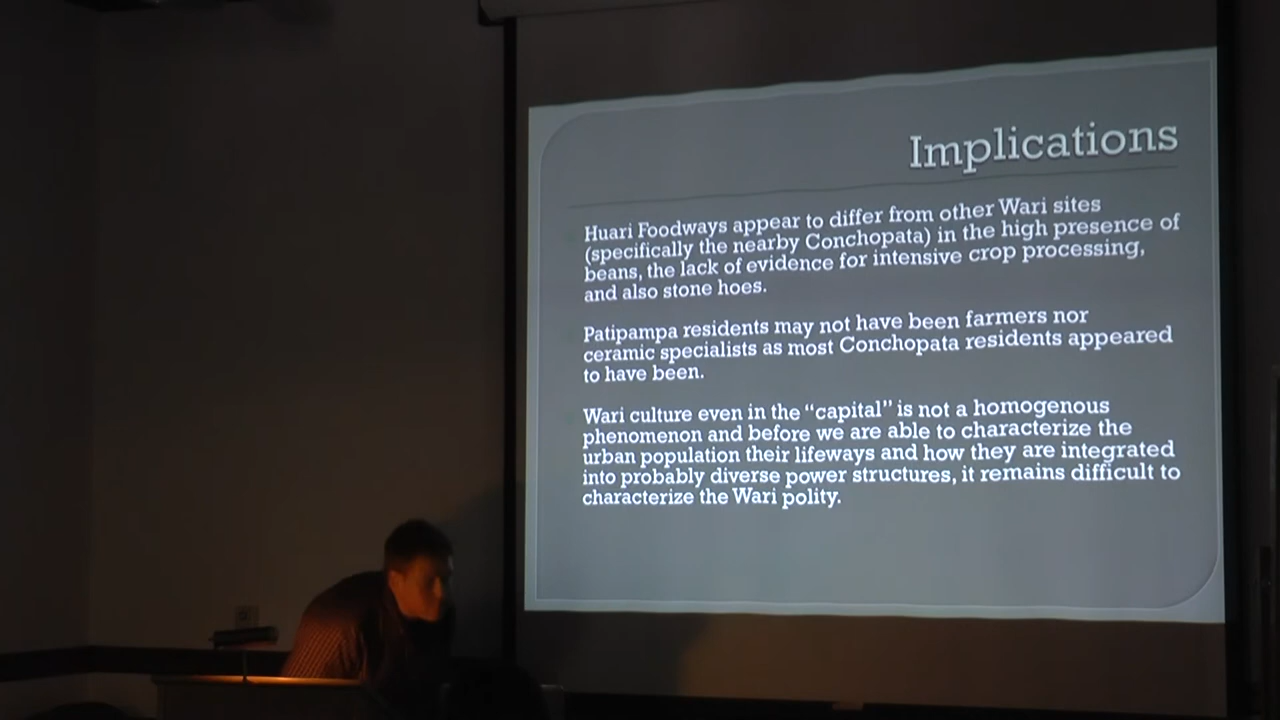 Implications
Huari Foodways appear to differ from other Wari sites
(specifically the nearby Conchopata) in the high presence of
beans, the lack of evidence for intensive crop processing,
and also stone hoes.
Patipampa residents may not have been farmers nor
ceramic specialists as most Conchopata residents appeared
to have been.
Wari culture even in the “capital” is not a homogenous
phenomenon and before we are able to characterize the
urban population their lifeways and how they are integrated
into probably diverse power structures, it remains difficult to
characterize the Wari polity.